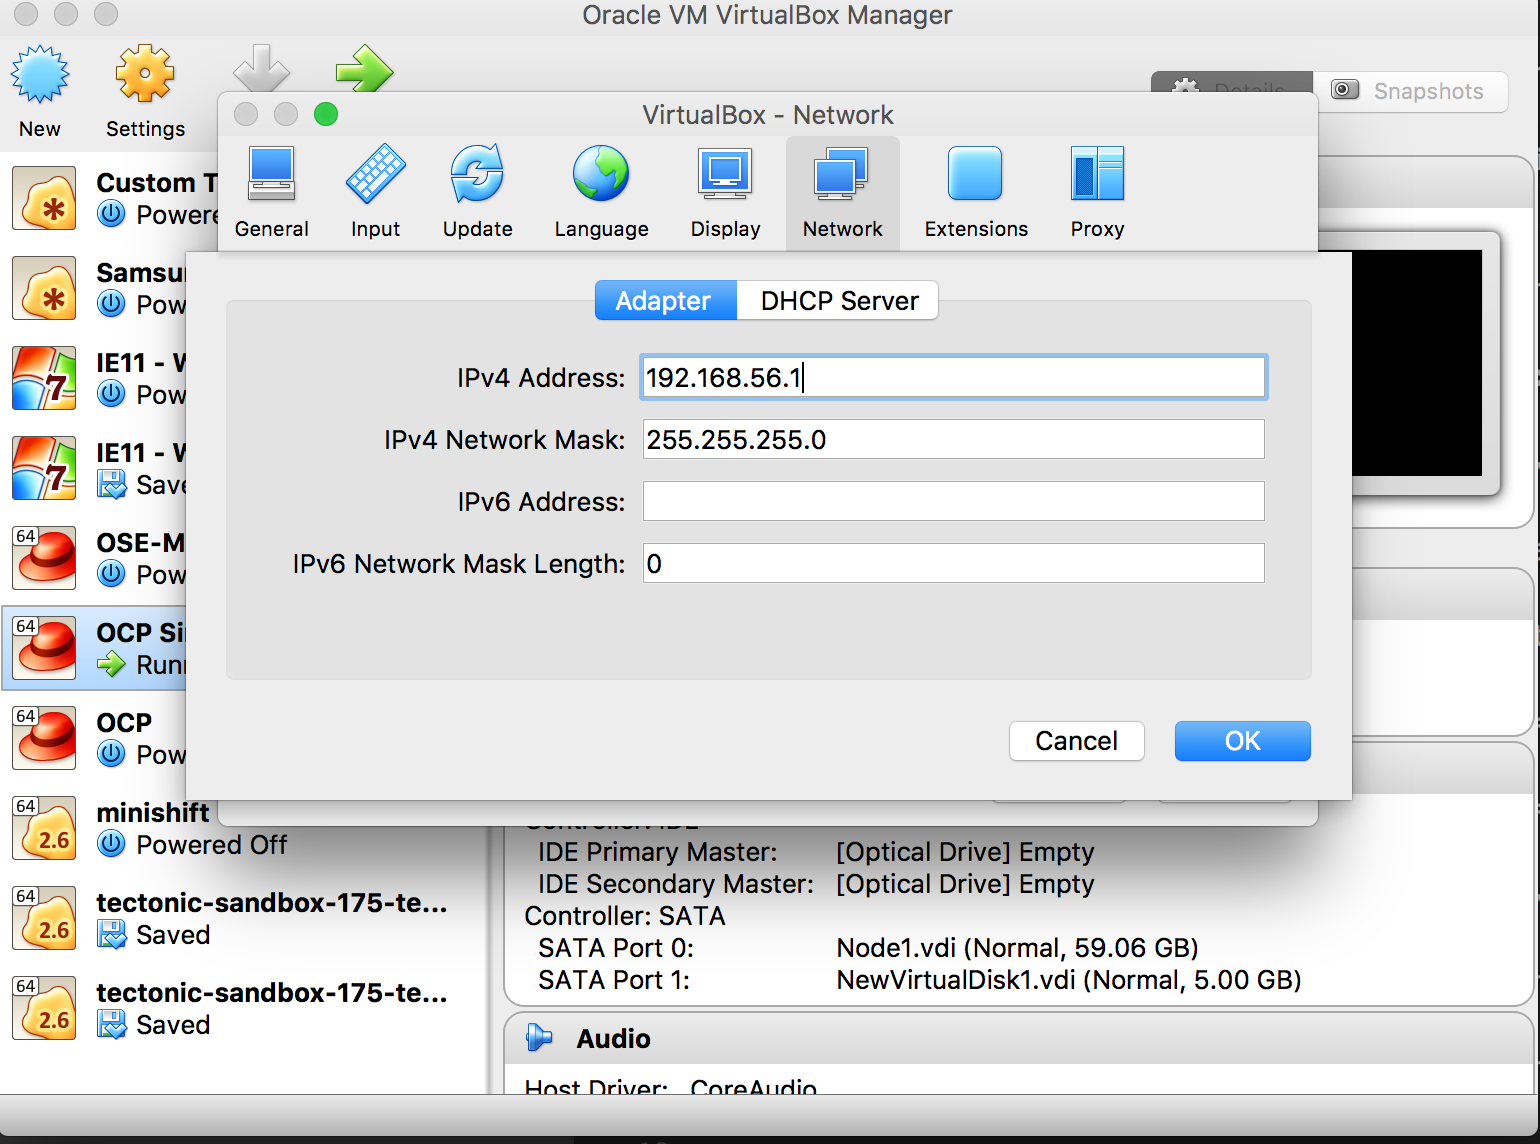 Oracle VM VirtualBox Manager
New
Settings
Details
Snapshots
VirtualBox - Network
General
Input
Update
Language
Display
Network
Extensions
Proxy
Adapter
DHCP Server
IPv4 Address: 192.168.56.1
IPv4 Network Mask: 255.255.255.0
IPv6 Address:
IPv6 Network Mask Length: 0
Cancel
OK
Custom T
Powere
Samsu
Pow
7
IE11 - W
Pow
7
IE11 - W
Save
64
OSE-M
Pow
64
OCP Si
Runn
64
OCP
Pow
64
2.6
minishift
Powered Off
64
2.6
tectonic-sandbox-175-te...
Saved
64
2.6
tectonic-sandbox-175-te...
Saved
Controller: IDE
IDE Primary Master: [Optical Drive] Empty
IDE Secondary Master: [Optical Drive] Empty
Controller: SATA
SATA Port 0: Node1.vdi (Normal, 59.06 GB)
SATA Port 1: NewVirtualDisk1.vdi (Normal, 5.00 GB)
Audio
Host Driver: CoreAudio